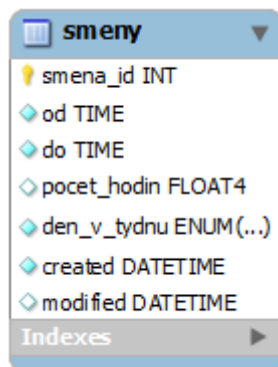 smeny
smena_id INT
od TIME
do TIME
pocet_hodin FLOAT4
den_v_tydnu ENUM(...)
created DATETIME
modified DATETIME
Indexes